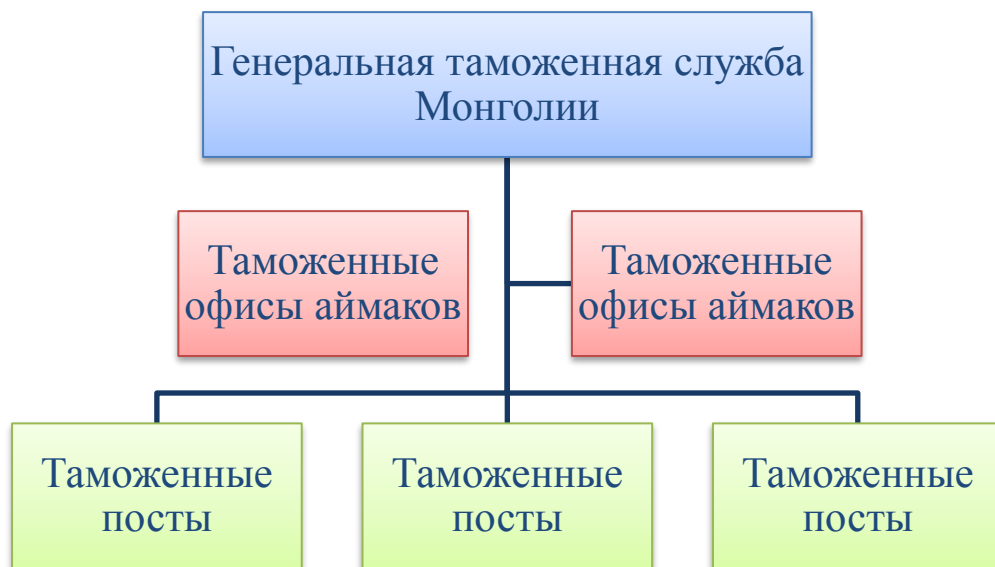 Генеральная таможенная служба
Монголии
Таможенные
офисы аймаков
Таможенные
офисы аймаков
Таможенные
посты
Таможенные
посты
Таможенные
посты